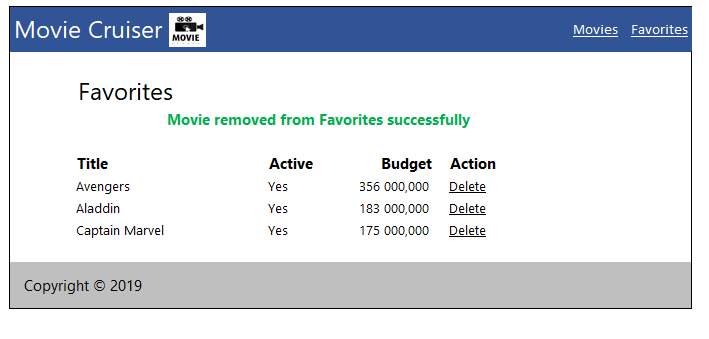 Movie Cruiser MOVIE Movies Favorites
Favorites
Movie removed from Favorites successfully
Title Active Budget Action
Avengers Yes 356 000,000 Delete
Aladdin Yes 183 000,000 Delete
Captain Marvel Yes 175 000,000 Delete
Copyright © 2019